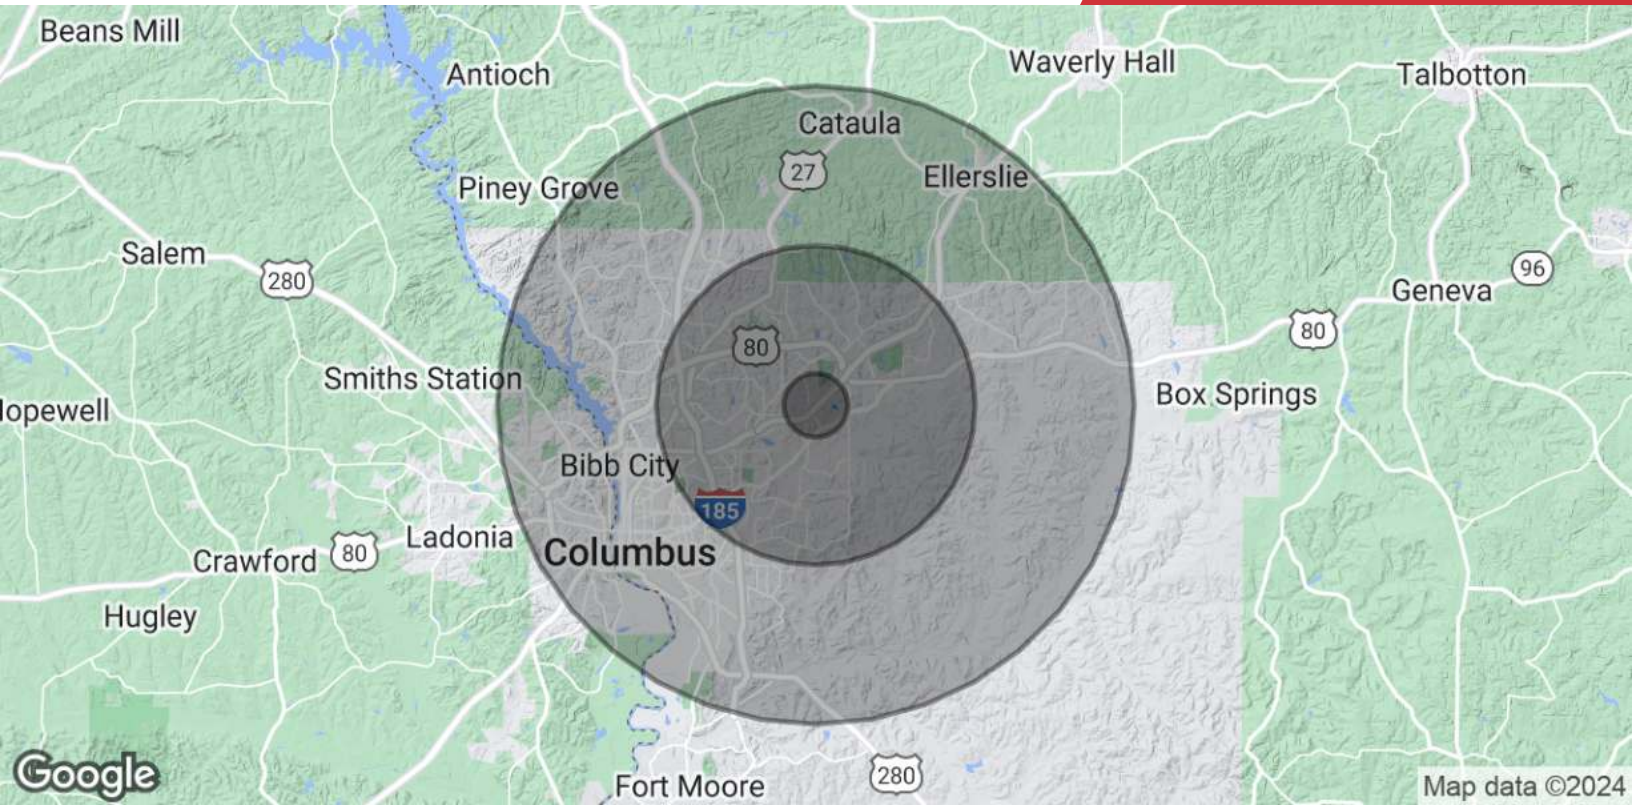 Beans Mill
Antioch
Waverly Hall
Talbotton
Cataula
27
Ellerslie
Piney Grove
Salem
280
96
Geneva
80
80
Smiths Station
Box Springs
lopewell
Bibb City
185
Ladonia
Columbus
Crawford
80
Hugley
Google
Fort Moore
280
Map data ©2024